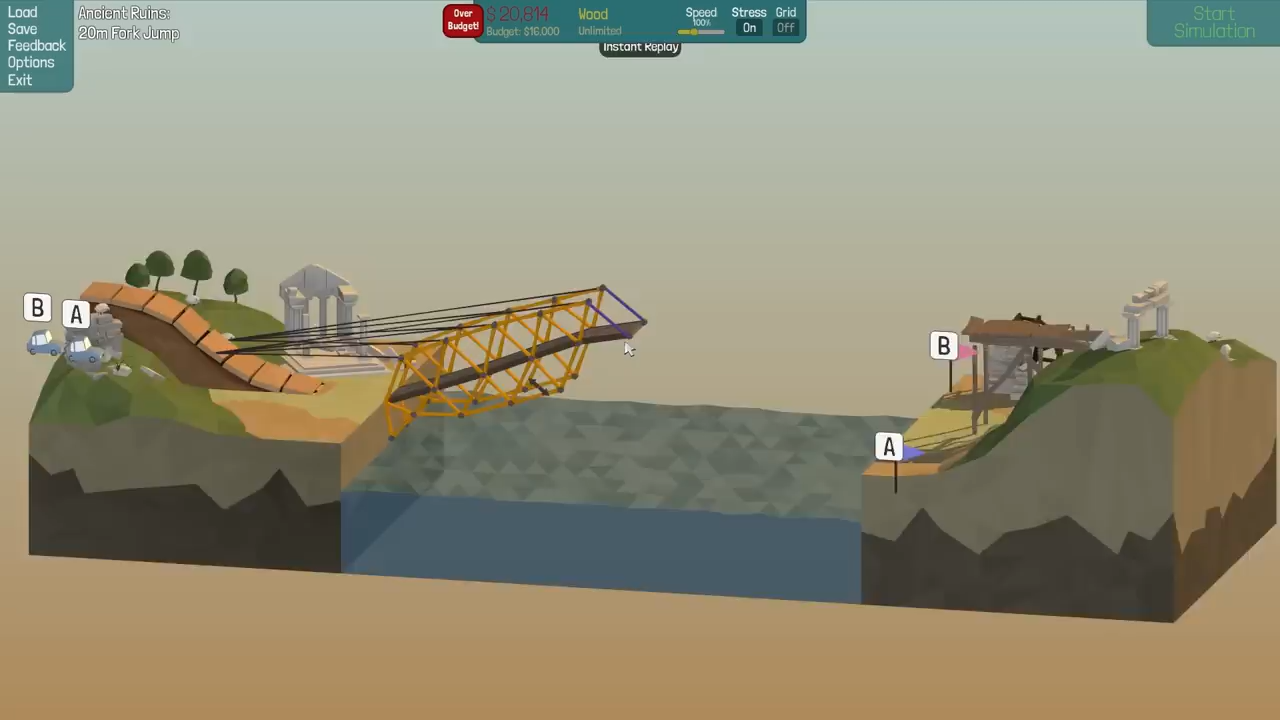 Load
Save
Feedback
Options
Exit
Ancient Ruins:
20m Fork Jump
Over
Budget!
$ 20,814
Budget: $16,000
Wood
Unlimited
Speed
100%
Stress
On
Grid
Off
Instant Replay
Start
Simulation
B
A
B
A